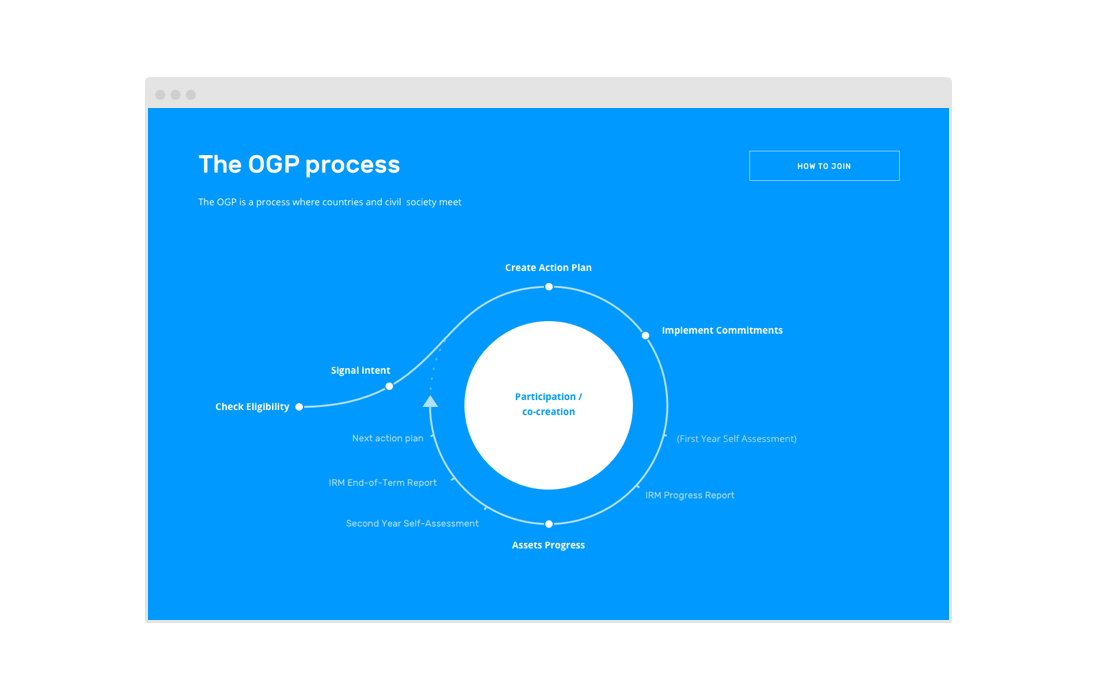 The OGP process
HOW TO JOIN
The OGP is a process where countries and civil  society meet
Create Action Plan
Implement Commitments
Signal intent
Check Eligibility
Participation /
co-creation
Next action plan
(First Year Self Assessment)
IRM End-of-Term Report
IRM Progress Report
Second Year Self-Assessment
Assets Progress